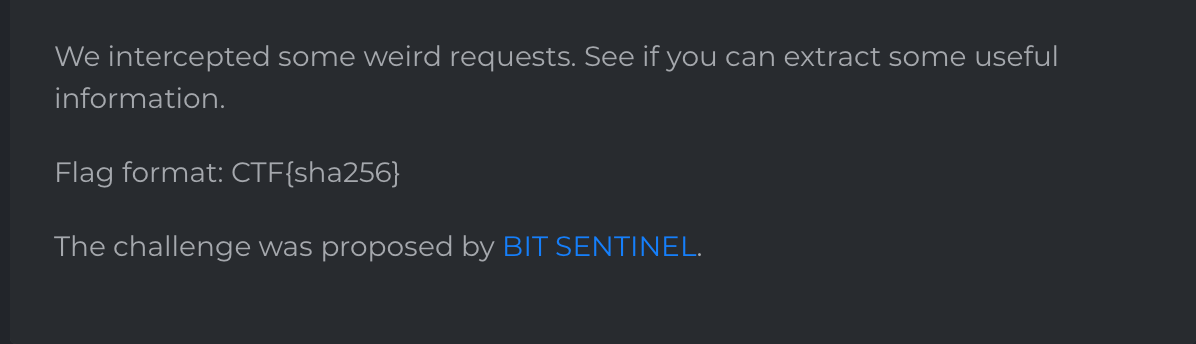 We intercepted some weird requests. See if you can extract some useful
information.
Flag format: CTF{sha256}
The challenge was proposed by BIT SENTINEL.